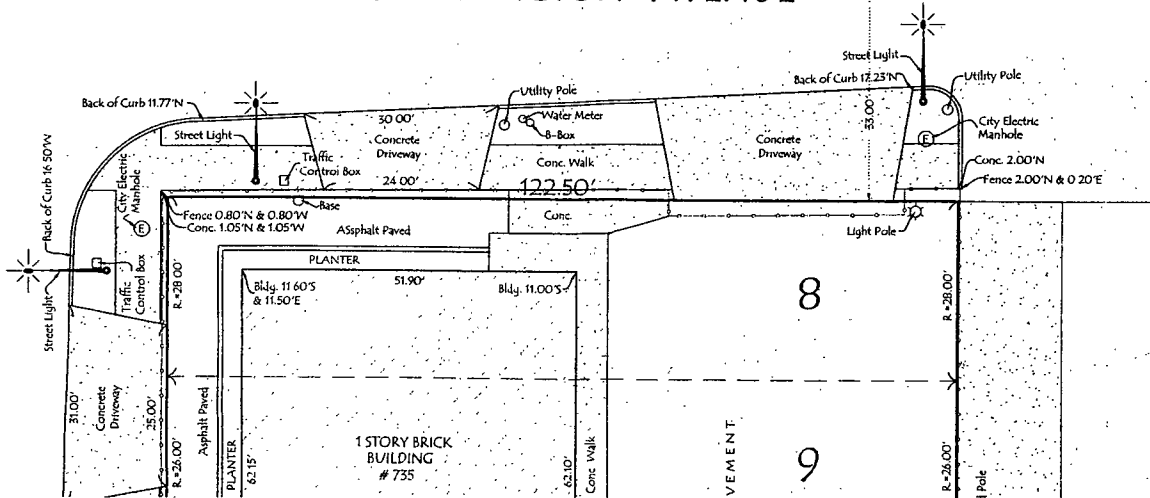 Street Light
Back of Curb 17.23'N
Utility Pole
Back of Curb 11.77'N
Utility Pole
Water Meter
B-Box
30 00'
33.00'
City Electric
Manhole
Street Light
Concrete
Driveway
Concrete
Driveway
Traffic
Control Box
Conc. Walk
Conc. 2.00'N
Fence 2.00'N & 0 20'E
24.00'
122.50'
Back of Curb 16 50'W
City Electric
Manhole
E
E
Base
Fence 0.80'N & 0.80'W
Conc. 1.05'N & 1.05'W
Conc.
ASsphalt Paved
Light Pole
PLANTER
51.90'
Bldg. 11 60'S
& 11.50'E
Bldg. 11.00'S
Traffic
Control Box
Street Light
R.=28 00'
8
R.=28.00'
31.00'
Concrete
Driveway
25.00'
R.=26.00'
Asphalt Paved
PLANTER
62 15'
1 STORY BRICK
BUILDING
# 735
62.10'
Conc Walk
VEMENT
9
R.=26.00'
Pole